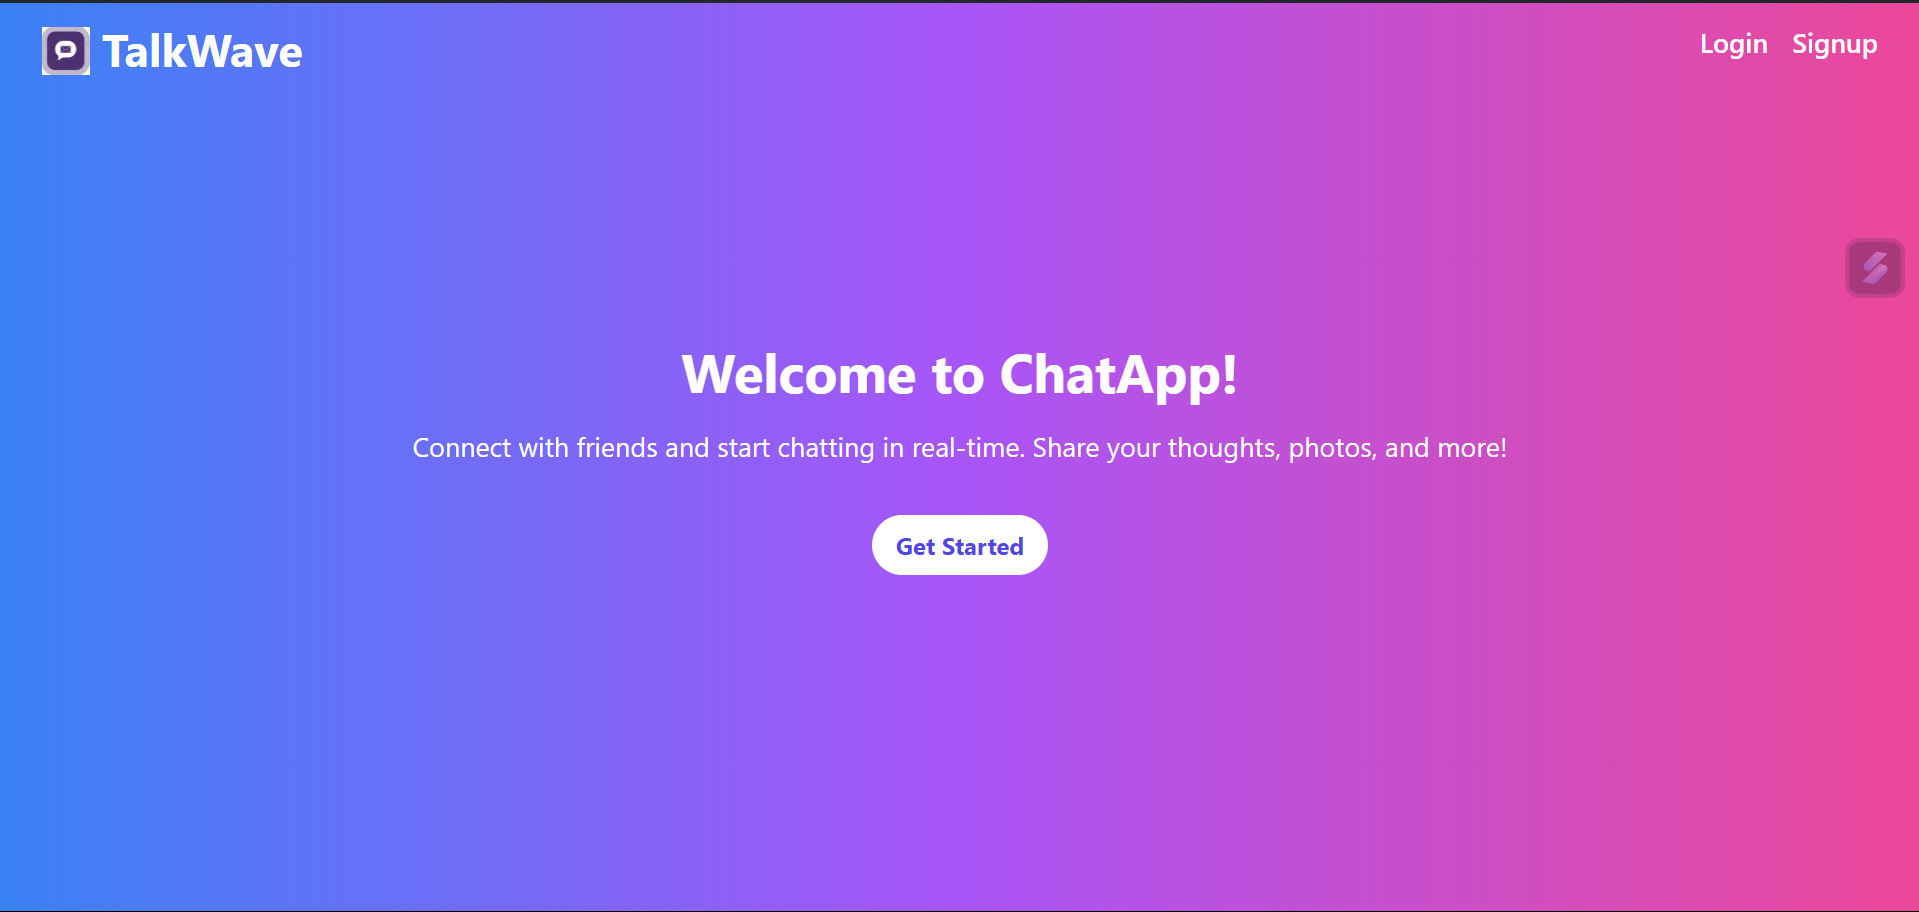 TalkWave
Login Signup
Welcome to ChatApp!
Connect with friends and start chatting in real-time. Share your thoughts, photos, and more!
Get Started